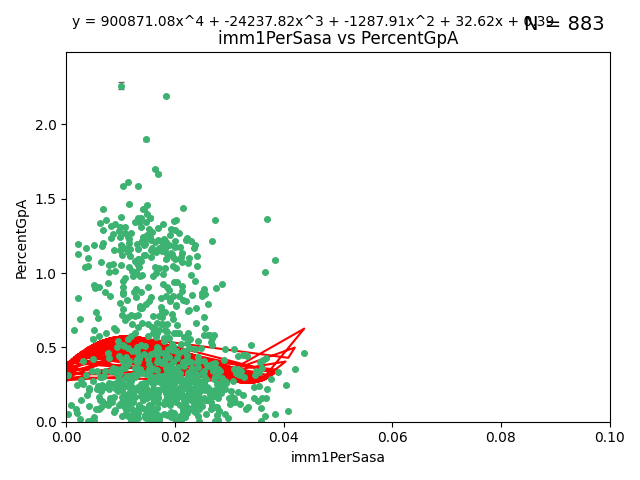 y = 900871.08x^4 + -24237.82x^3 + -1287.91x^2 + 32.62x + 0.39
N = 883
imm1PerSasa vs PercentGpA
PercentGpA
2.0
1.5
1.0
0.5
0.0
0.00 0.02 0.04 0.06 0.08 0.10
imm1PerSasa